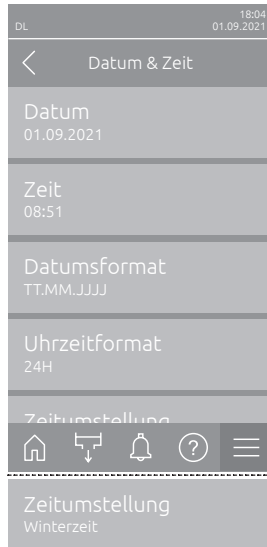 18:04
DL 01.09.2021
Datum & Zeit
Datum
01.09.2021
Zeit
08:51
Datumsformat
TT.MM.JJJJ
Uhrzeitformat
24H
Zeitumstellung
?
Zeitumstellung
Winterzeit